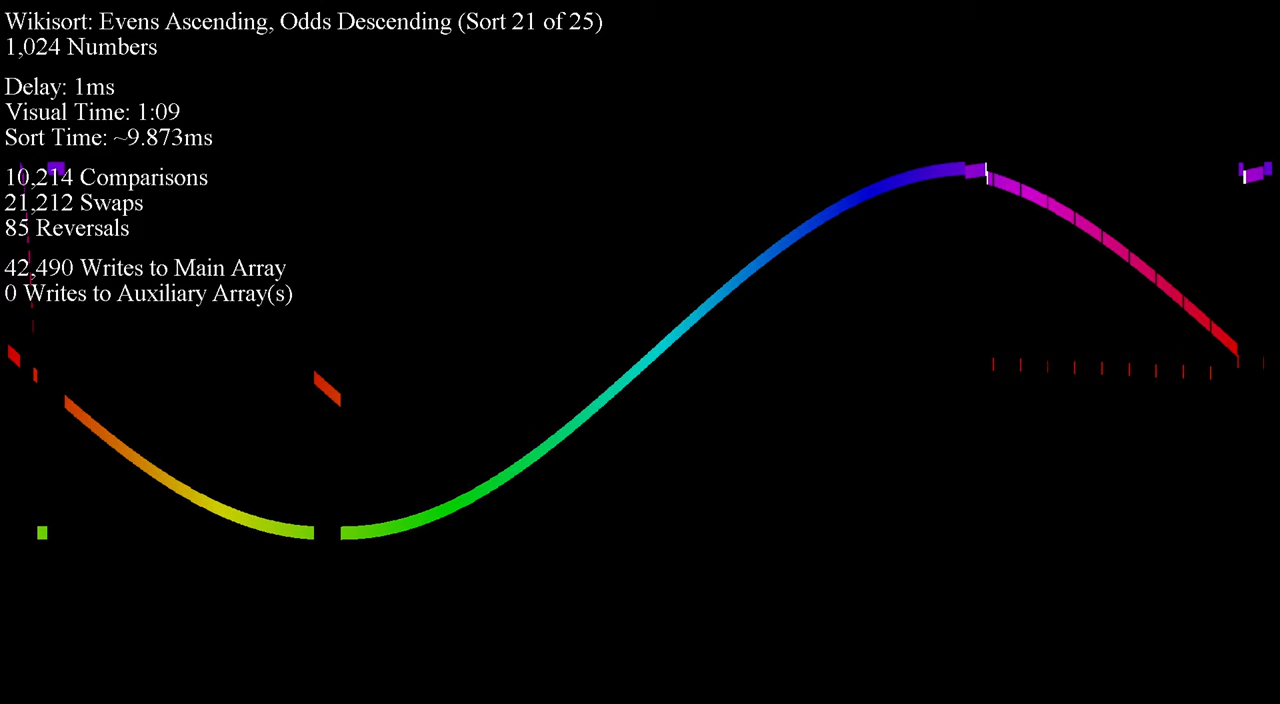 Wikisort: Evens Ascending, Odds Descending (Sort 21 of 25)
1,024 Numbers
Delay: 1ms
Visual Time: 1:09
Sort Time: ~9.873ms
10,214 Comparisons
21,212 Swaps
85 Reversals
42,490 Writes to Main Array
0 Writes to Auxiliary Array(s)